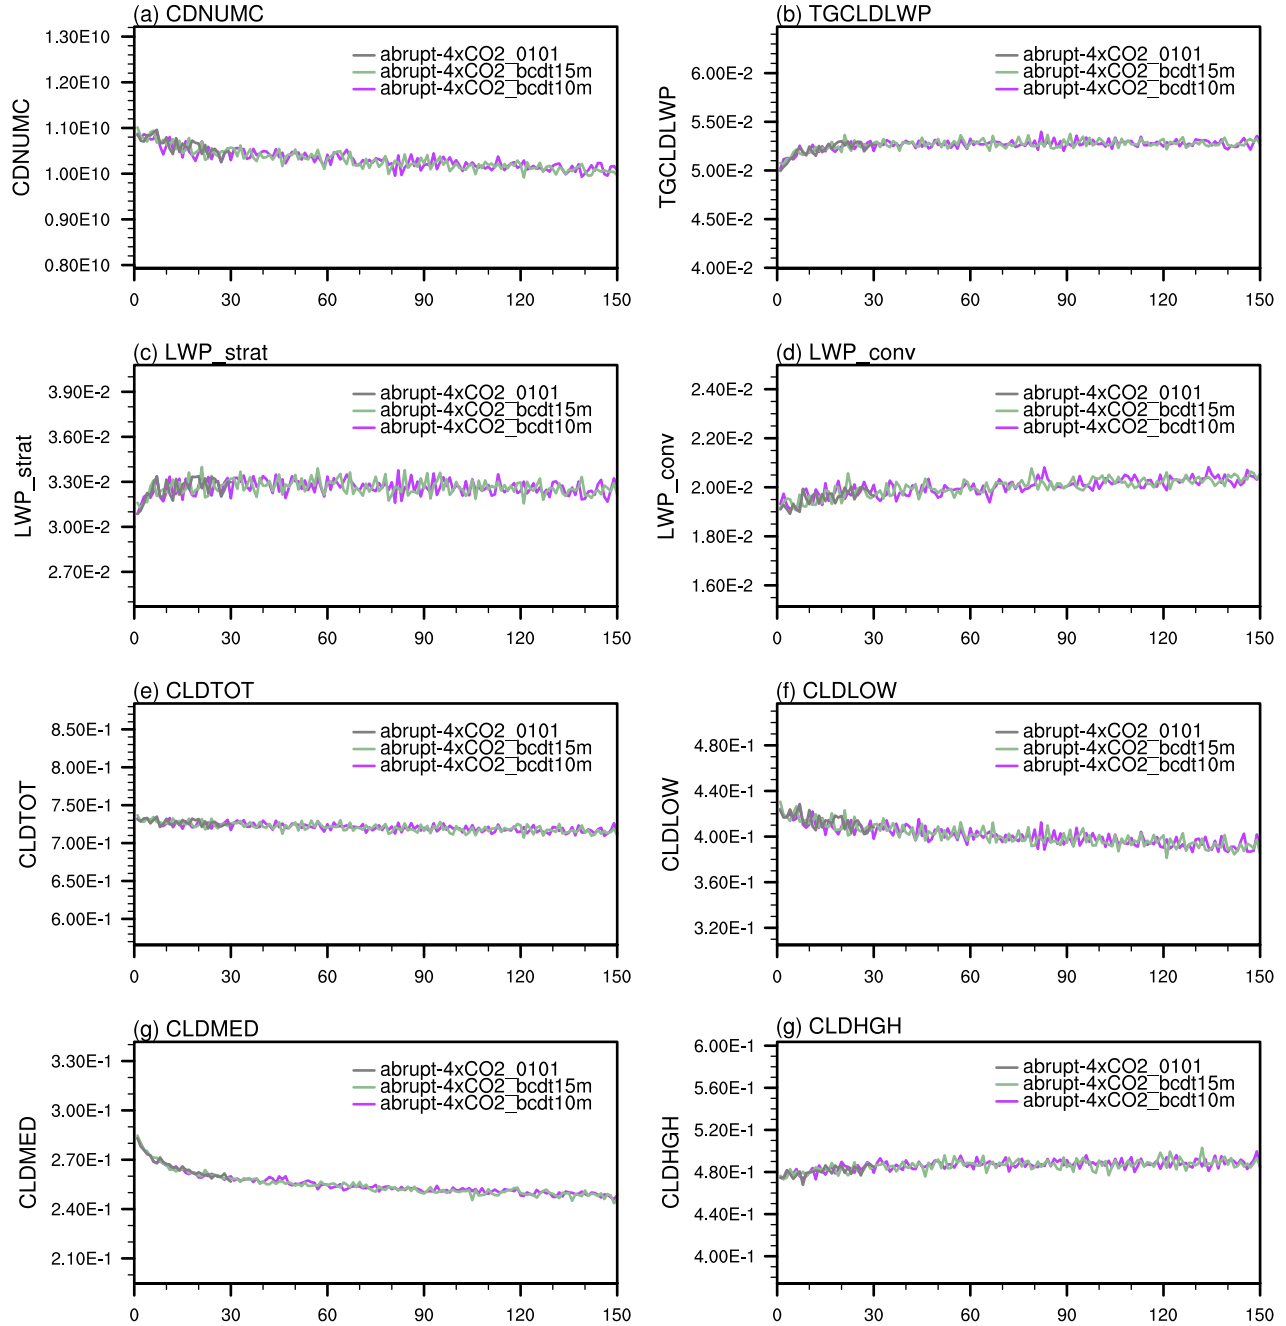 (a) CDNUMC
1.30E10
1.20E10
1.10E10
1.00E10
0.90E10
0.80E10
CDNUMC
abrupt-4xCO2_0101
abrupt-4xCO2_bcdt15m
abrupt-4xCO2_bcdt10m
0 30 60 90 120 150
(b) TGCLDLWP
6.00E-2
5.50E-2
5.00E-2
4.50E-2
4.00E-2
TGCLDLWP
abrupt-4xCO2_0101
abrupt-4xCO2_bcdt15m
abrupt-4xCO2_bcdt10m
0 30 60 90 120 150
(c) LWP_strat
3.90E-2
3.60E-2
3.30E-2
3.00E-2
2.70E-2
LWP_strat
abrupt-4xCO2_0101
abrupt-4xCO2_bcdt15m
abrupt-4xCO2_bcdt10m
0 30 60 90 120 150
(d) LWP_conv
2.40E-2
2.20E-2
2.00E-2
1.80E-2
1.60E-2
LWP_conv
abrupt-4xCO2_0101
abrupt-4xCO2_bcdt15m
abrupt-4xCO2_bcdt10m
0 30 60 90 120 150
(e) CLDTOT
8.50E-1
8.00E-1
7.50E-1
7.00E-1
6.50E-1
6.00E-1
CLDTOT
abrupt-4xCO2_0101
abrupt-4xCO2_bcdt15m
abrupt-4xCO2_bcdt10m
0 30 60 90 120 150
(f) CLDLOW
4.80E-1
4.40E-1
4.00E-1
3.60E-1
3.20E-1
CLDLOW
abrupt-4xCO2_0101
abrupt-4xCO2_bcdt15m
abrupt-4xCO2_bcdt10m
0 30 60 90 120 150
(g) CLDMED
3.30E-1
3.00E-1
2.70E-1
2.40E-1
2.10E-1
CLDMED
abrupt-4xCO2_0101
abrupt-4xCO2_bcdt15m
abrupt-4xCO2_bcdt10m
0 30 60 90 120 150
(g) CLDHGH
6.00E-1
5.60E-1
5.20E-1
4.80E-1
4.40E-1
4.00E-1
CLDHGH
abrupt-4xCO2_0101
abrupt-4xCO2_bcdt15m
abrupt-4xCO2_bcdt10m
0 30 60 90 120 150